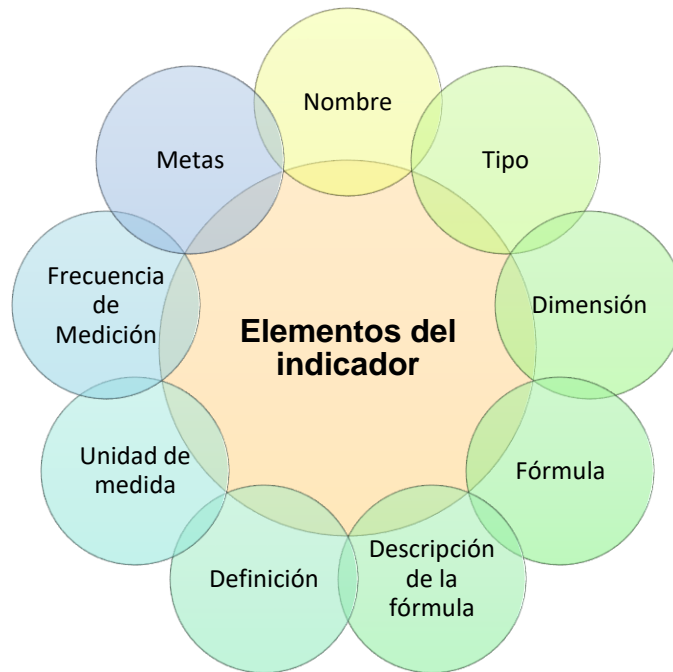 Nombre
Tipo
Dimensión
Fórmula
Descripción
de la
fórmula
Definición
Unidad de
medida
Frecuencia
de
Medición
Metas
Elementos del
indicador